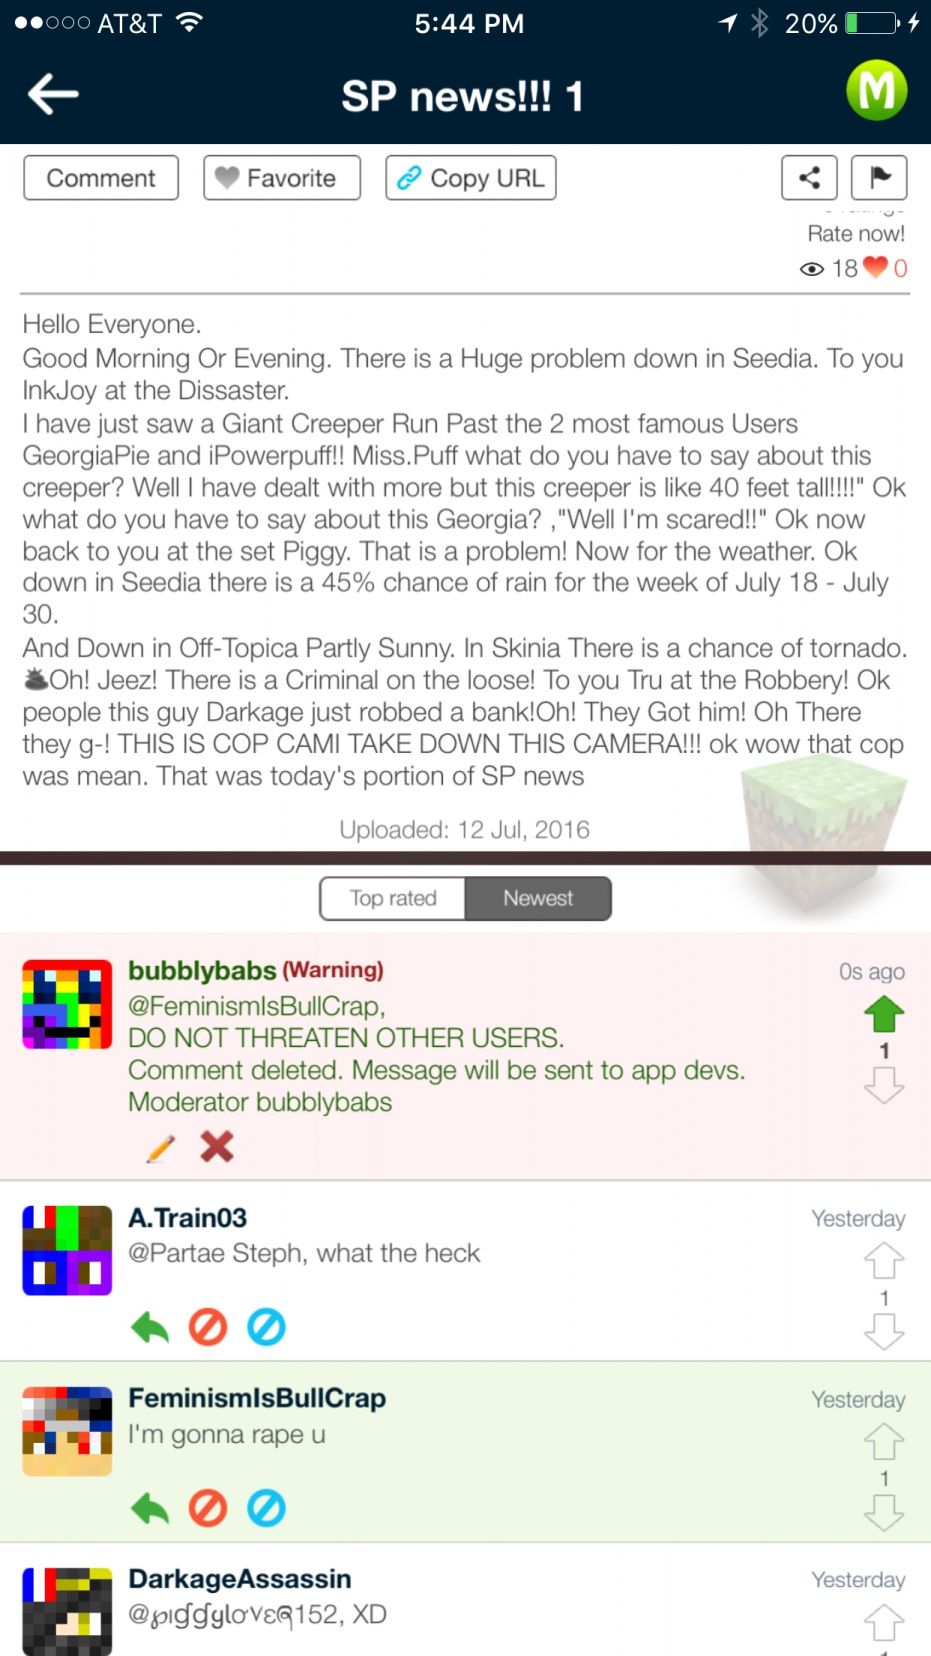 AT&T 5:44 PM 20%
SP news!!! 1
M
Comment Favorite Copy URL
Rate now!
18 0
Hello Everyone.
Good Morning Or Evening. There is a Huge problem down in Seedia. To you
InkJoy at the Dissaster.
I have just saw a Giant Creeper Run Past the 2 most famous Users
GeorgiaPie and iPowerpuff!! Miss.Puff what do you have to say about this
creeper? Well I have dealt with more but this creeper is like 40 feet tall!!!!" Ok
what do you have to say about this Georgia? ,"Well I'm scared!!" Ok now
back to you at the set Piggy. That is a problem! Now for the weather. Ok
down in Seedia there is a 45% chance of rain for the week of July 18 - July
30.
And Down in Off-Topica Partly Sunny. In Skinia There is a chance of tornado.
Oh! Jeez! There is a Criminal on the loose! To you Tru at the Robbery! Ok
people this guy Darkage just robbed a bank!Oh! They Got him! Oh There
they g-! THIS IS COP CAMI TAKE DOWN THIS CAMERA!!! ok wow that cop
was mean. That was today's portion of SP news
Uploaded: 12 Jul, 2016
Top rated Newest
bubblybabs (Warning) 0s ago
@FeminismIsBullCrap,
DO NOT THREATEN OTHER USERS.
Comment deleted. Message will be sent to app devs.
Moderator bubblybabs
1
A.Train03 Yesterday
@Partae Steph, what the heck
1
FeminismIsBullCrap Yesterday
I'm gonna rape u
1
DarkageAssassin Yesterday
@℘ıɠɠყƖơ۷ɛཞ152, XD